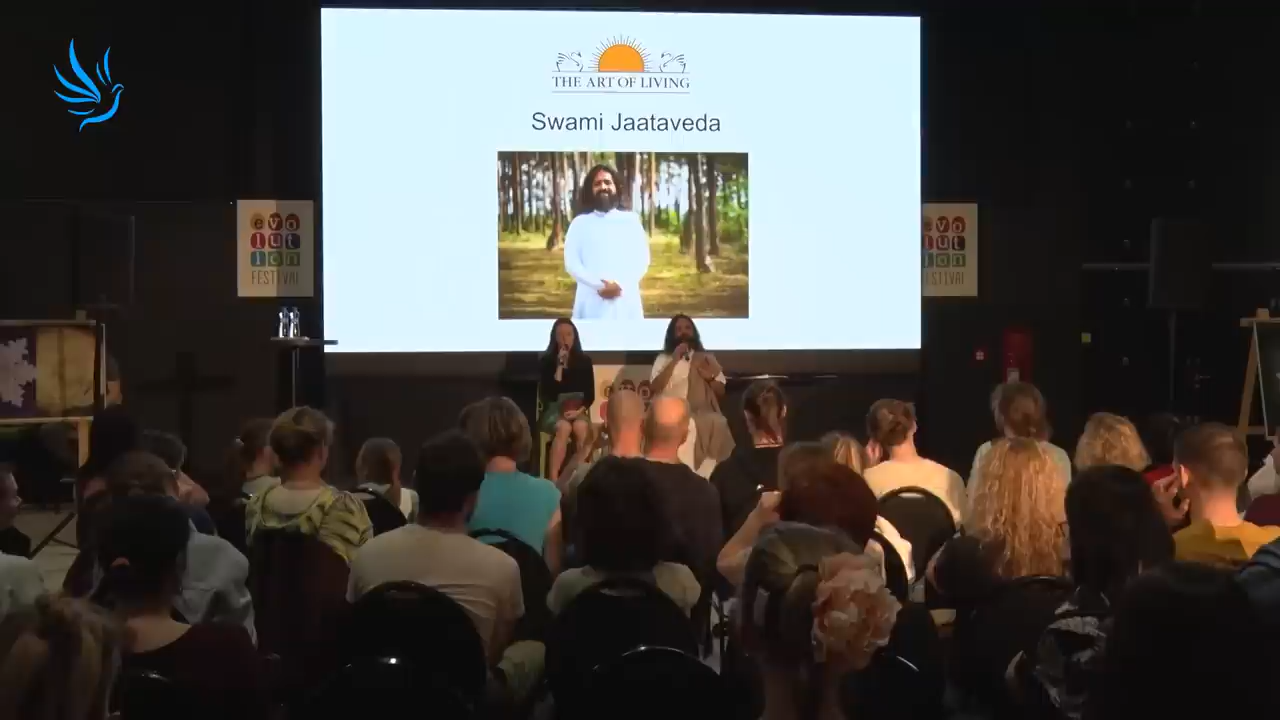 THE ART OF LIVING
Swami Jaataveda
evo
lut
ion
FESTIVAL
evo
lut
ion
FESTIVAL